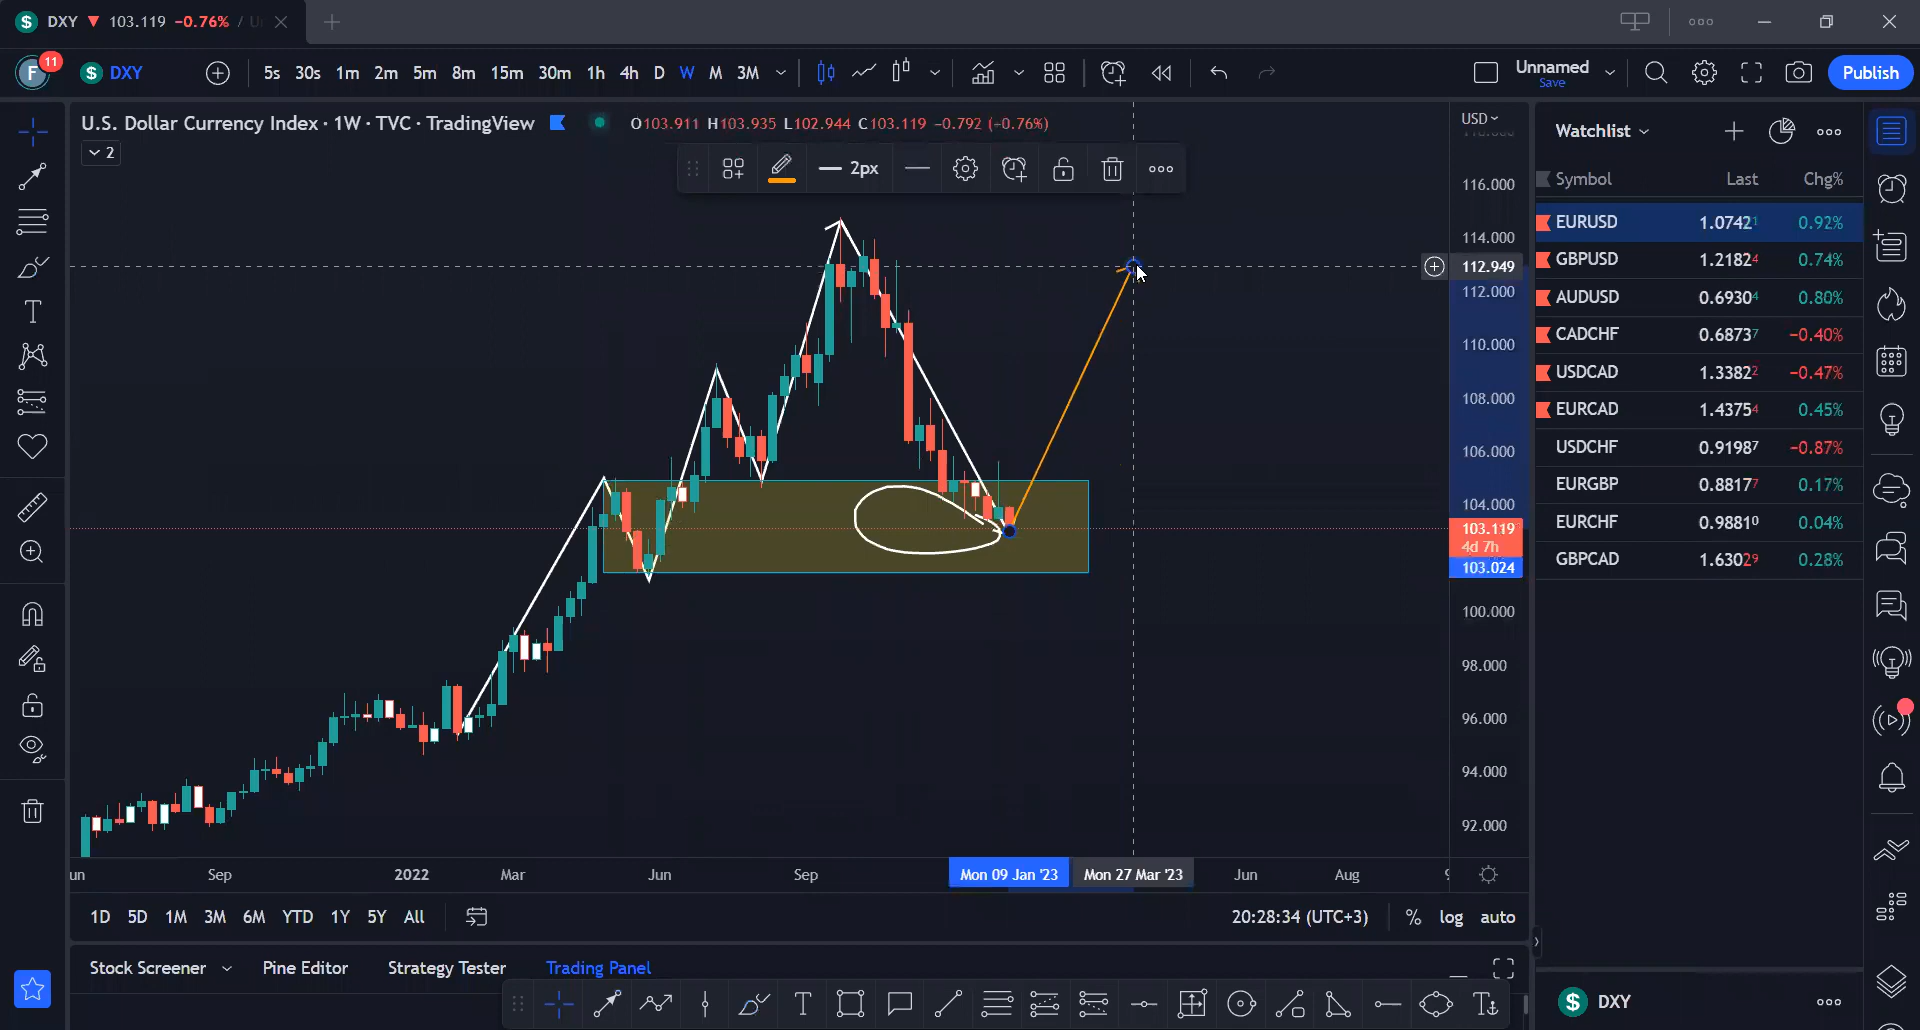 DXY 103.119 -0.76% /
F 11 DXY 5s 30s 1m 2m 5m 8m 15m 30m 1h 4h D W M 3M Unnamed Save Publish
U.S. Dollar Currency Index · 1W · TVC · TradingView O103.911 H103.935 L102.944 C103.119 -0.792 (-0.76%)
2
2px
USD
116.000
114.000
112.949
112.000
110.000
108.000
106.000
104.000
103.119
4d 7h
103.024
100.000
98.000
96.000
94.000
92.000
Sep 2022 Mar Jun Sep Mon 09 Jan '23 Mon 27 Mar '23 Jun Aug
1D 5D 1M 3M 6M YTD 1Y 5Y All 20:28:34 (UTC+3) % log auto
Stock Screener Pine Editor Strategy Tester Trading Panel
Watchlist
Symbol Last Chg%
EURUSD 1.07421 0.92%
GBPUSD 1.21824 0.74%
AUDUSD 0.69304 0.80%
CADCHF 0.68737 -0.40%
USDCAD 1.33822 -0.47%
EURCAD 1.43754 0.45%
USDCHF 0.91987 -0.87%
EURGBP 0.88177 0.17%
EURCHF 0.98810 0.04%
GBPCAD 1.63029 0.28%
DXY